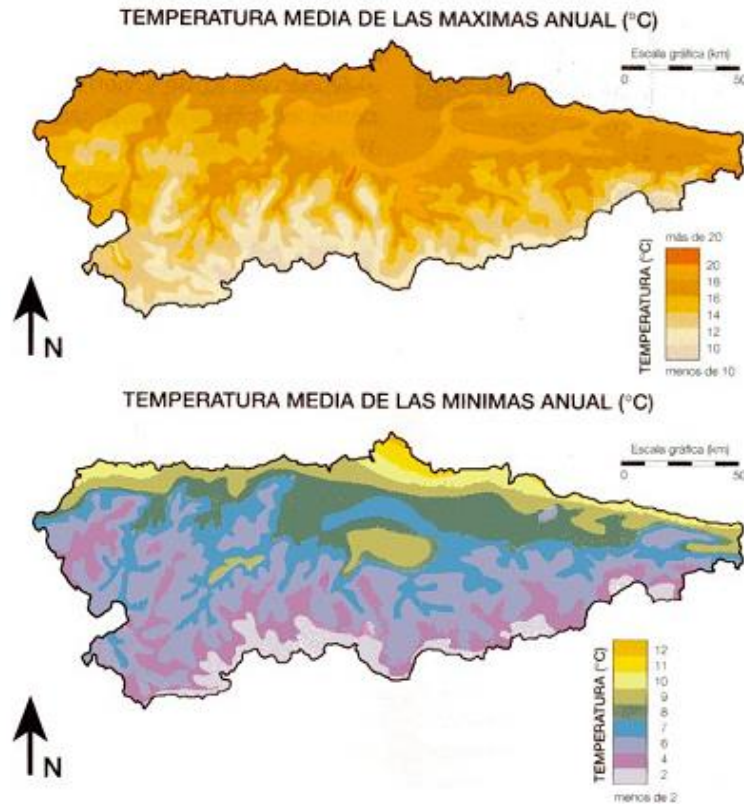 TEMPERATURA MEDIA DE LAS MAXIMAS ANUAL (°C)
Escala gráfica (km)
0 50
más de 20
20
18
16
14
12
10
menos de 10
TEMPERATURA (°C)
N
TEMPERATURA MEDIA DE LAS MINIMAS ANUAL (°C)
Escala gráfica (km)
0 50
12
11
10
9
8
7
6
4
2
menos de 2
TEMPERATURA (°C)
N